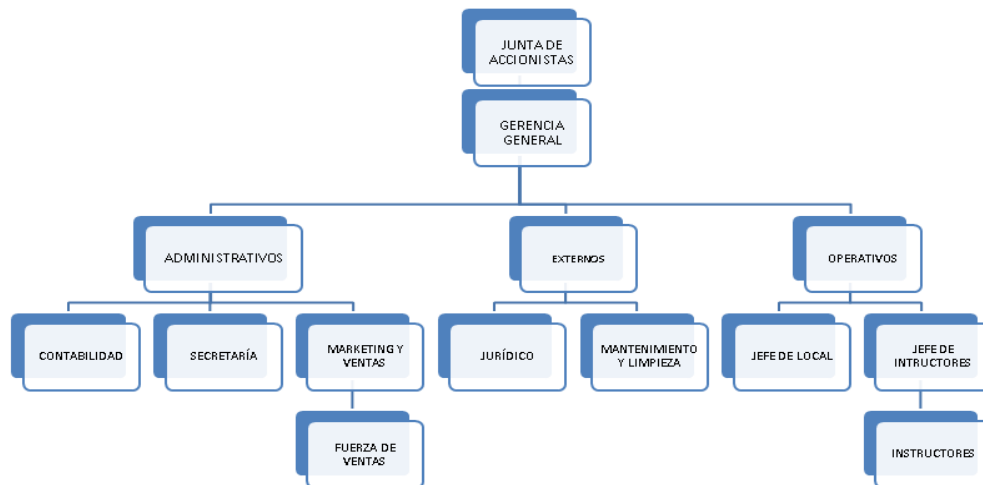 JUNTA DE
ACCIONISTAS
GERENCIA
GENERAL
ADMINISTRATIVOS
EXTERNOS
OPERATIVOS
CONTABILIDAD
SECRETARÍA
MARKETING Y
VENTAS
JURÍDICO
MANTENIMIENTO
Y LIMPIEZA
JEFE DE LOCAL
JEFE DE
INTRUCTORES
FUERZA DE
VENTAS
INSTRUCTORES